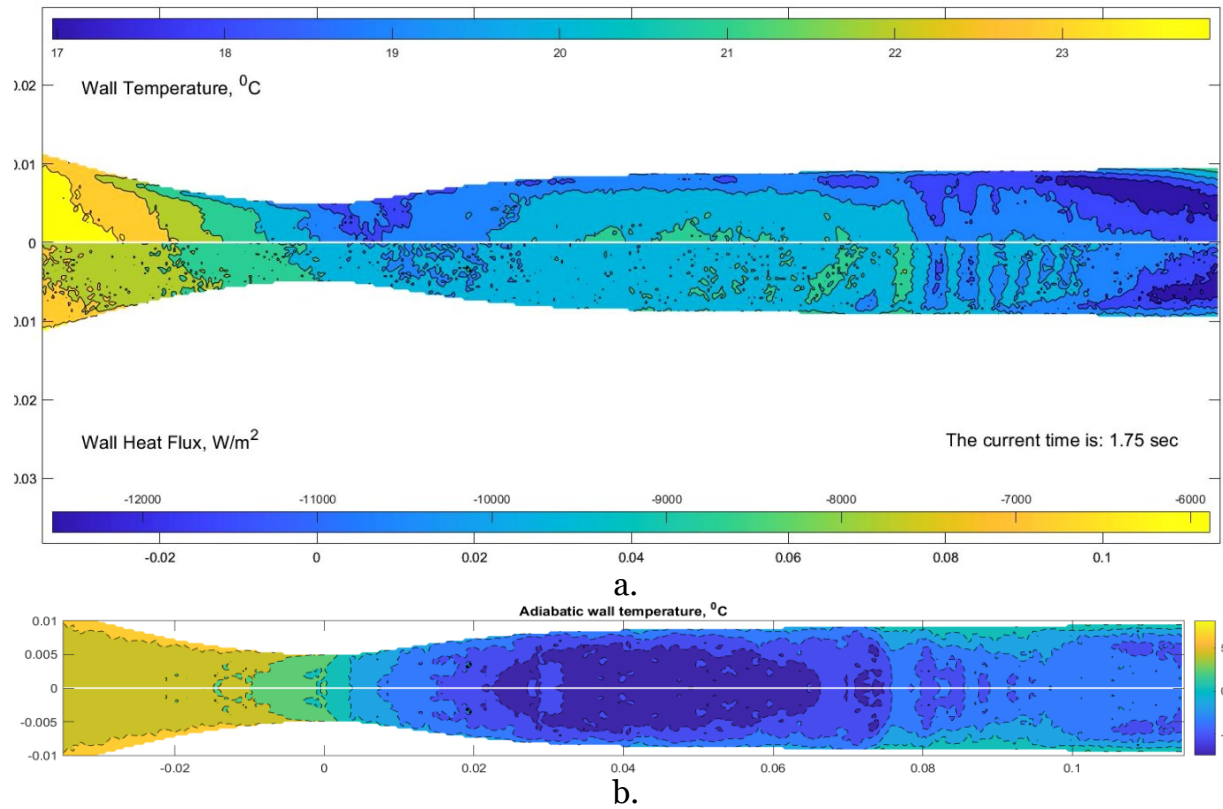 17 18 19 20 21 22 23
Wall Temperature, ⁰C
0.02
0.01
0
0.01
0.02
0.03
Wall Heat Flux, W/m²
The current time is: 1.75 sec
-12000 -11000 -10000 -9000 -8000 -7000 -6000
-0.02 0 0.02 0.04 0.06 0.08 0.1
a.
Adiabatic wall temperature, ⁰C
0.01
0.005
0
-0.005
-0.01
-0.02 0 0.02 0.04 0.06 0.08 0.1
b.